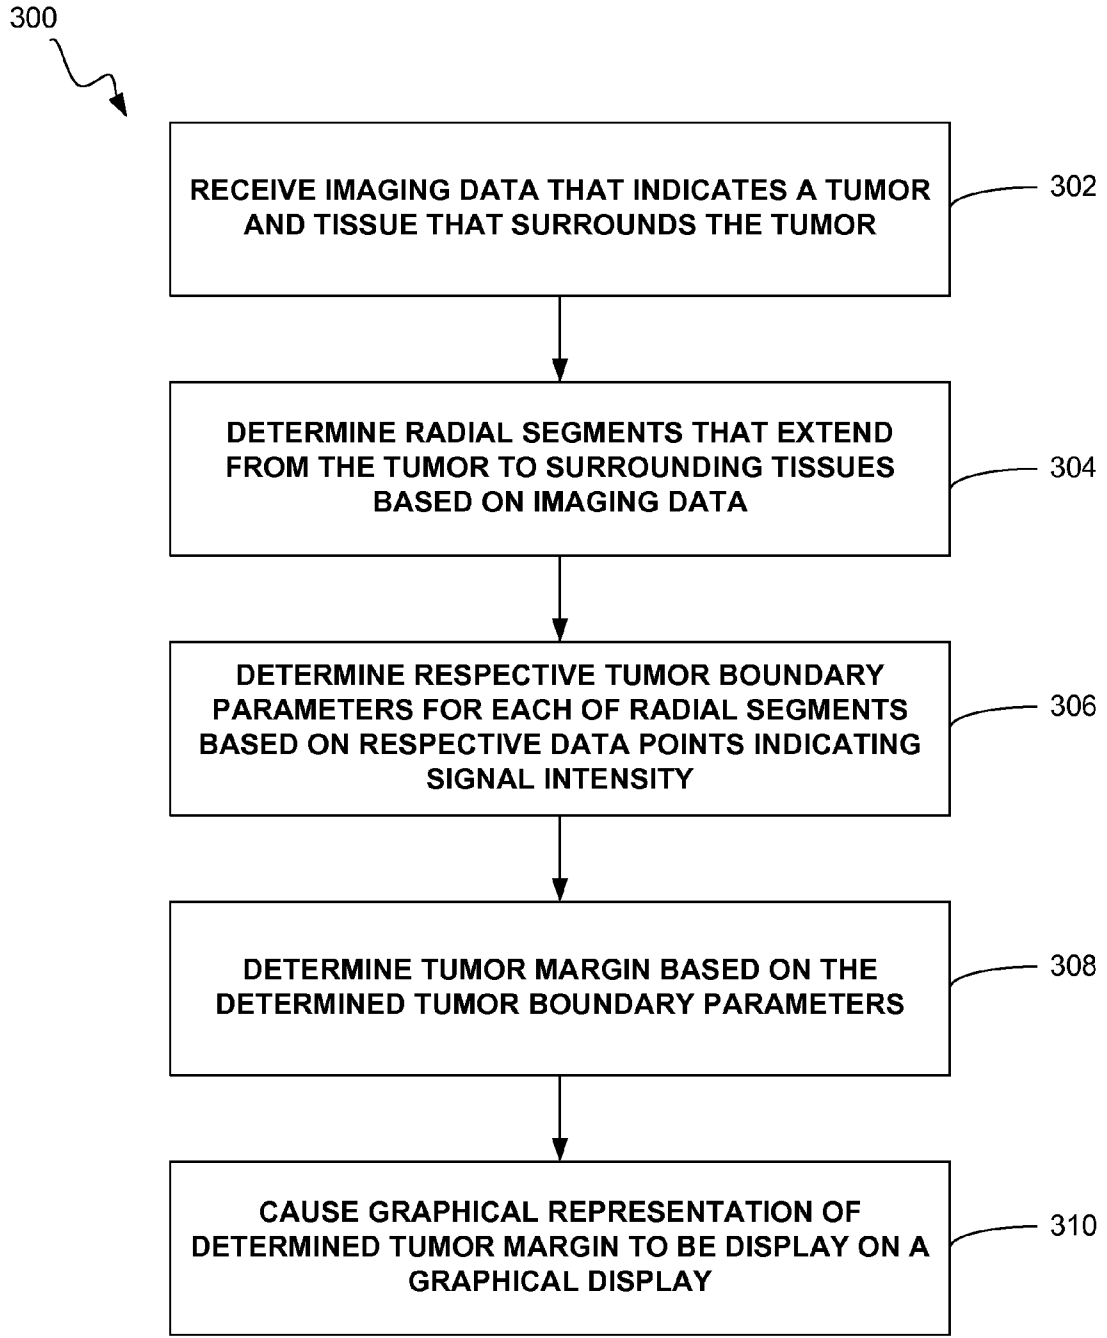 300
RECEIVE IMAGING DATA THAT INDICATES A TUMOR
AND TISSUE THAT SURROUNDS THE TUMOR
302
DETERMINE RADIAL SEGMENTS THAT EXTEND
FROM THE TUMOR TO SURROUNDING TISSUES
BASED ON IMAGING DATA
304
DETERMINE RESPECTIVE TUMOR BOUNDARY
PARAMETERS FOR EACH OF RADIAL SEGMENTS
BASED ON RESPECTIVE DATA POINTS INDICATING
SIGNAL INTENSITY
306
DETERMINE TUMOR MARGIN BASED ON THE
DETERMINED TUMOR BOUNDARY PARAMETERS
308
CAUSE GRAPHICAL REPRESENTATION OF
DETERMINED TUMOR MARGIN TO BE DISPLAY ON A
GRAPHICAL DISPLAY
310